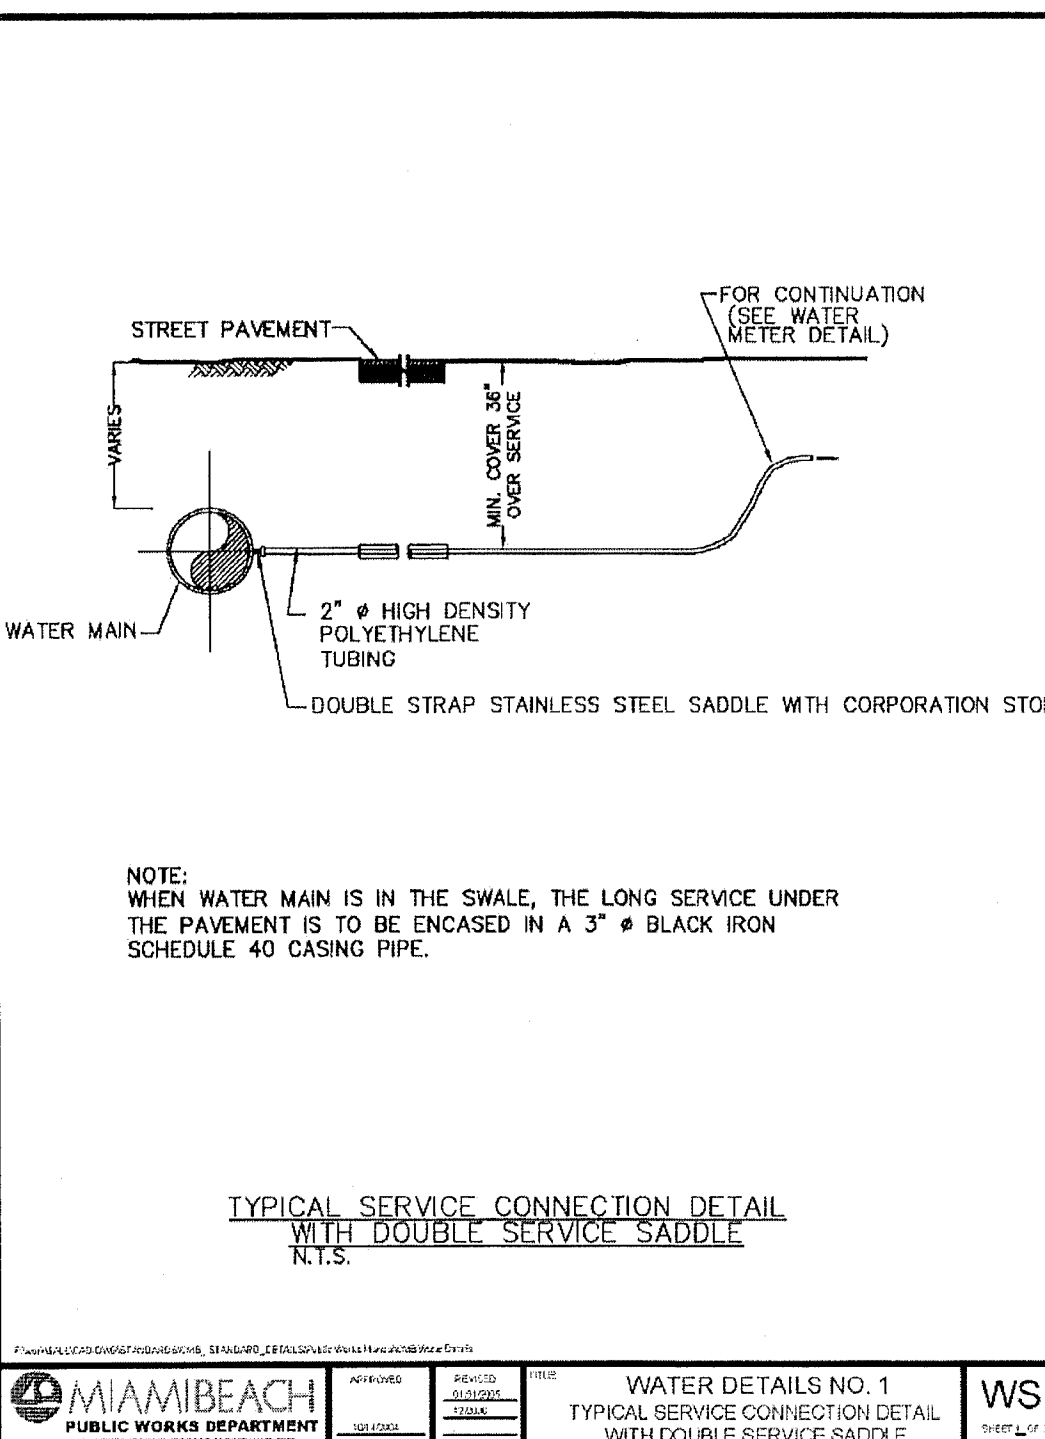 FOR CONTINUATION
(SEE WATER
METER DETAIL)
STREET PAVEMENT
VARIES
MIN. COVER 36"
OVER SERVICE
2" ø HIGH DENSITY
POLYETHYLENE
TUBING
WATER MAIN
DOUBLE STRAP STAINLESS STEEL SADDLE WITH CORPORATION
NOTE:
WHEN WATER MAIN IS IN THE SWALE, THE LONG SERVICE UNDER
THE PAVEMENT IS TO BE ENCASED IN A 3" ø BLACK IRON
SCHEDULE 40 CASING PIPE.
TYPICAL SERVICE CONNECTION DETAIL
WITH DOUBLE SERVICE SADDLE
N.T.S.
MIAMIBEACH
PUBLIC WORKS DEPARTMENT
APPROVED
REVISED
TITLE:
WATER DETAILS NO. 1
TYPICAL SERVICE CONNECTION DETAIL
WITH DOUBLE SERVICE SADDLE
WS
SHEET 1 OF